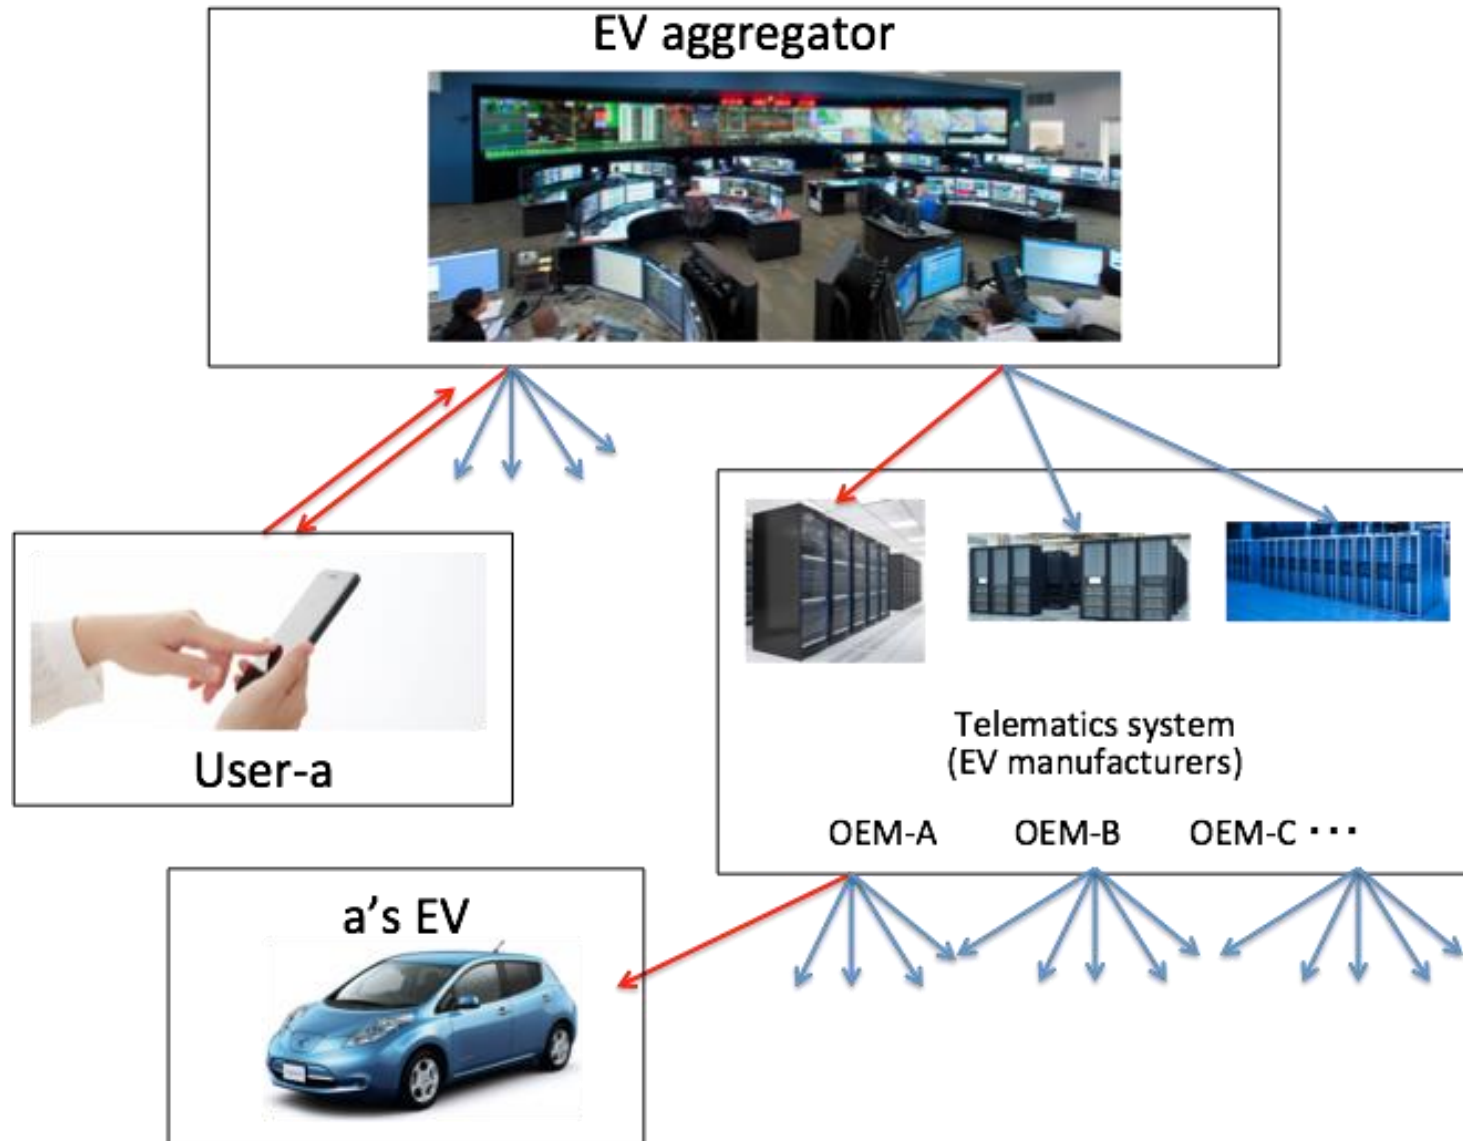 EV aggregator
User-a
Telematics system
(EV manufacturers)
OEM-A OEM-B OEM-C ･･･
a’s EV